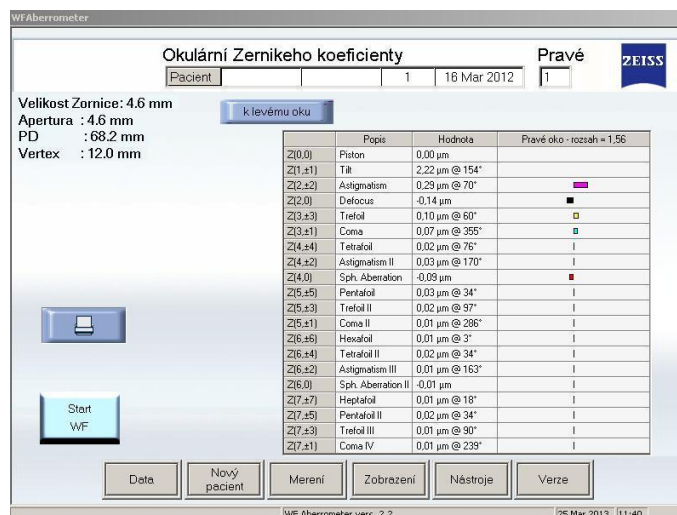 WFAberrometer
Okulární Zernikeho koeficienty
Pravé
ZEISS
Pacient 1 16 Mar 2012 1
Velikost Zornice: 4.6 mm
Apertura : 4.6 mm
PD : 68.2 mm
Vertex : 12.0 mm
k levému oku
Popis Hodnota Pravé oko - rozsah = 1,56
Z(0,0) Piston 0,00 µm
Z(1,±1) Tilt 2,22 µm @ 154°
Z(2,±2) Astigmatism 0,29 µm @ 70°
Z(2,0) Defocus -0,14 µm
Z(3,±3) Trefoil 0,10 µm @ 60°
Z(3,±1) Coma 0,07 µm @ 355°
Z(4,±4) Tetrafoil 0,02 µm @ 76°
Z(4,±2) Astigmatism II 0,03 µm @ 170°
Z(4,0) Sph. Aberration -0,09 µm
Z(5,±5) Pentafoil 0,03 µm @ 34°
Z(5,±3) Trefoil II 0,02 µm @ 97°
Z(5,±1) Coma II 0,01 µm @ 286°
Z(6,±6) Hexafoil 0,01 µm @ 3°
Z(6,±4) Tetrafoil II 0,02 µm @ 34°
Z(6,±2) Astigmatism III 0,01 µm @ 163°
Z(6,0) Sph. Aberration II -0,01 µm
Z(7,±7) Heptafoil 0,01 µm @ 18°
Z(7,±5) Pentafoil II 0,02 µm @ 34°
Z(7,±3) Trefoil III 0,01 µm @ 90°
Z(7,±1) Coma IV 0,01 µm @ 239°
Start
WF
Data
Nový
pacient
Merení
Zobrazení
Nástroje
Verze
WF Aberrometer vers. 2.2 25 Mar 2013 11:40